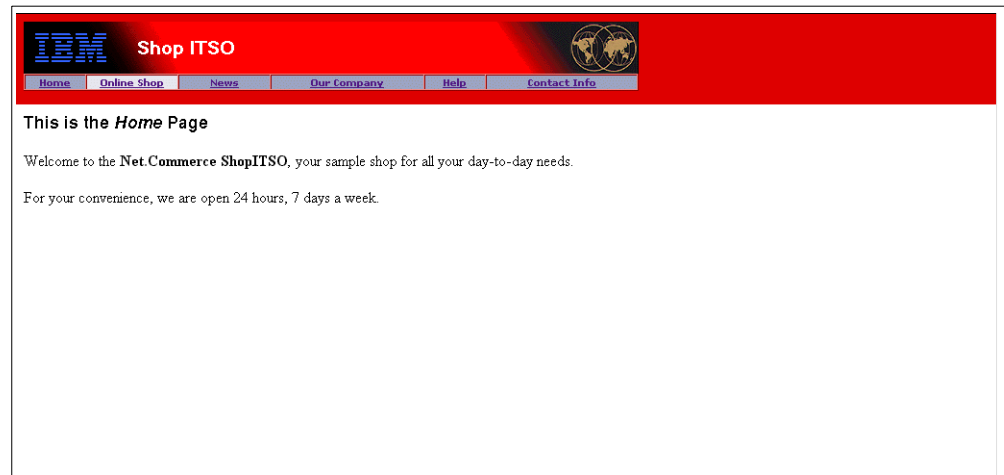 IBM Shop ITSO
Home Online Shop News Our Company Help Contact Info
This is the Home Page
Welcome to the Net.Commerce ShopITSO, your sample shop for all your day-to-day needs.
For your convenience, we are open 24 hours, 7 days a week.